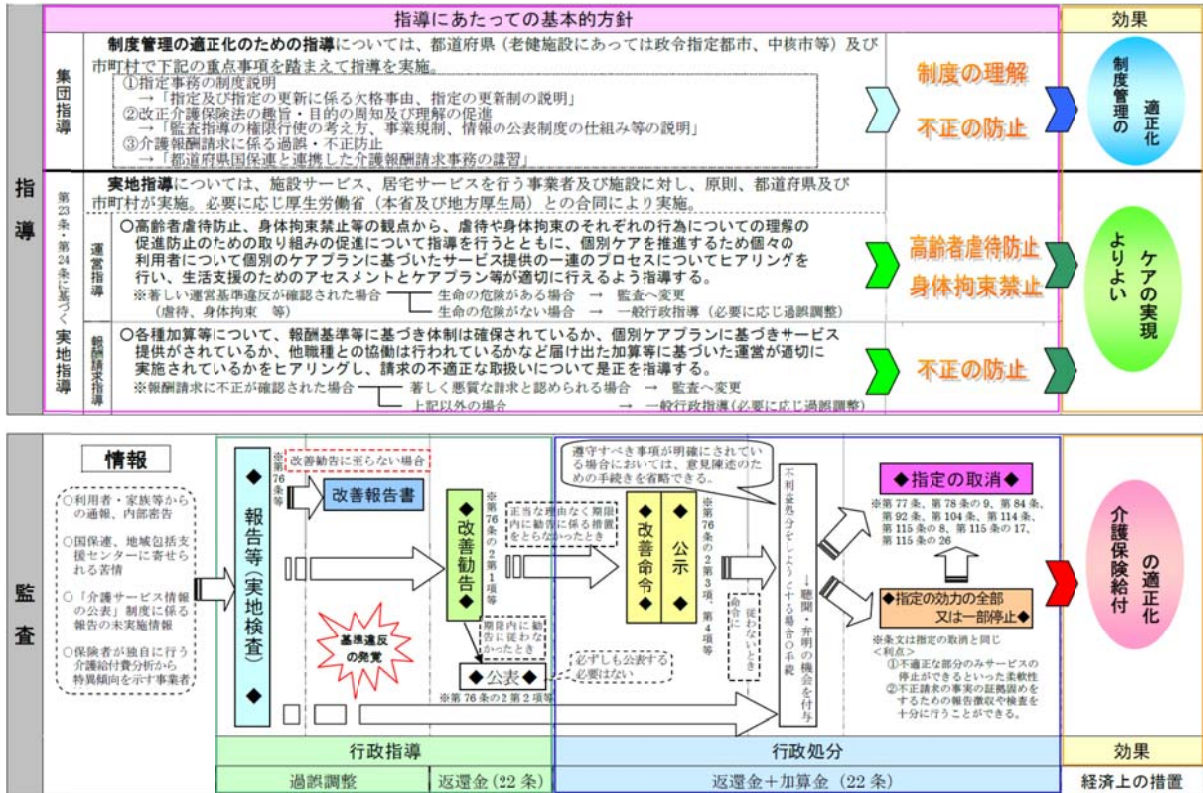 指導にあたっての基本的方針
効果
指導
集団指導
制度管理の適正化のための指導については、都道府県（老健施設にあっては政令指定都市、中核市等）及び
市町村で下記の重点事項を踏まえて指導を実施。
①指定事務の制度説明
→「指定及び指定の更新に係る欠格事由、指定の更新制の説明」
②改正介護保険法の趣旨・目的の周知及び理解の促進
→「監査指導の権限行使の考え方、事業規制、情報の公表制度の仕組み等の説明」
③介護報酬請求に係る過誤・不正防止
→「都道府県国保連と連携した介護報酬請求事務の講習」
制度の理解
不正の防止
制度管理の
適正化
第23条・第24条に基づく
実地指導
実地指導については、施設サービス、居宅サービスを行う事業者及び施設に対し、原則、都道府県及び
市町村が実施。必要に応じ厚生労働省（本省及び地方厚生局）との合同により実施。
運営指導
○高齢者虐待防止、身体拘束禁止等の観点から、虐待や身体拘束のそれぞれの行為についての理解の
促進防止のための取り組みの促進について指導を行うとともに、個別ケアを推進するため個々の
利用者について個別のケアプランに基づいたサービス提供の一連のプロセスについてヒアリングを
行い、生活支援のためのアセスメントとケアプラン等が適切に行えるよう指導する。
※著しい運営基準違反が確認された場合 生命の危険がある場合 → 監査へ変更
（虐待、身体拘束 等） 生命の危険がない場合 → 一般行政指導（必要に応じ過誤調整）
高齢者虐待防止
身体拘束禁止
よりよい
ケアの実現
報酬請求指導
○各種加算等について、報酬基準等に基づき体制は確保されているか、個別ケアプランに基づきサービス
提供がされているか、他職種との協働は行われているかなど届け出た加算等に基づいた運営が適切に
実施されているかをヒアリングし、請求の不適正な取扱いについて是正を指導する。
※報酬請求に不正が確認された場合 著しく悪質な請求と認められる場合 → 監査へ変更
上記以外の場合 → 一般行政指導（必要に応じ過誤調整）
不正の防止
監査
情報
○利用者・家族等から
の通報、内部密告
○国保連、地域包括支
援センターに寄せら
れる苦情
○「介護サービス情報
の公表」制度に係る
報告の未実施情報
○保険者が独自に行う
介護給付費分析から
特異傾向を示す事業者
◆報告等（実地検査）◆
※第76条等
改善勧告に至らない場合
改善報告書
基準違反
の発覚
◆改善勧告◆
※第76条の2第1項等
期限内に勧
告に従わな
かったとき
◆公表◆
※第76条の2第2項等
必ずしも公表する
必要はない
正当な理由なく期限
内に勧告に係る措置
をとらなかったとき
◆改善命令◆
◆公示◆
※第76条の2第3項、第4項等
遵守すべき事項が明確にされてい
る場合においては、意見陳述のた
めの手続きを省略できる。
命令に
従わないとき
不利益処分をしようとする場合の手続
→聴聞・弁明の機会を付与
◆指定の取消◆
※第77条、第78条の9、第84条、
第92条、第104条、第114条、
第115条の8、第115条の17、
第115条の26
◆指定の効力の全部
又は一部停止◆
※条文は指定の取消と同じ
＜利点＞
①不適正な部分のみサービスの
停止ができるといった柔軟性
②不正請求の事実の証拠固めを
するための報告徴収や検査を
十分に行うことができる。
介護保険給付
の適正化
行政指導
行政処分
効果
過誤調整
返還金（22条）
返還金＋加算金（22条）
経済上の措置